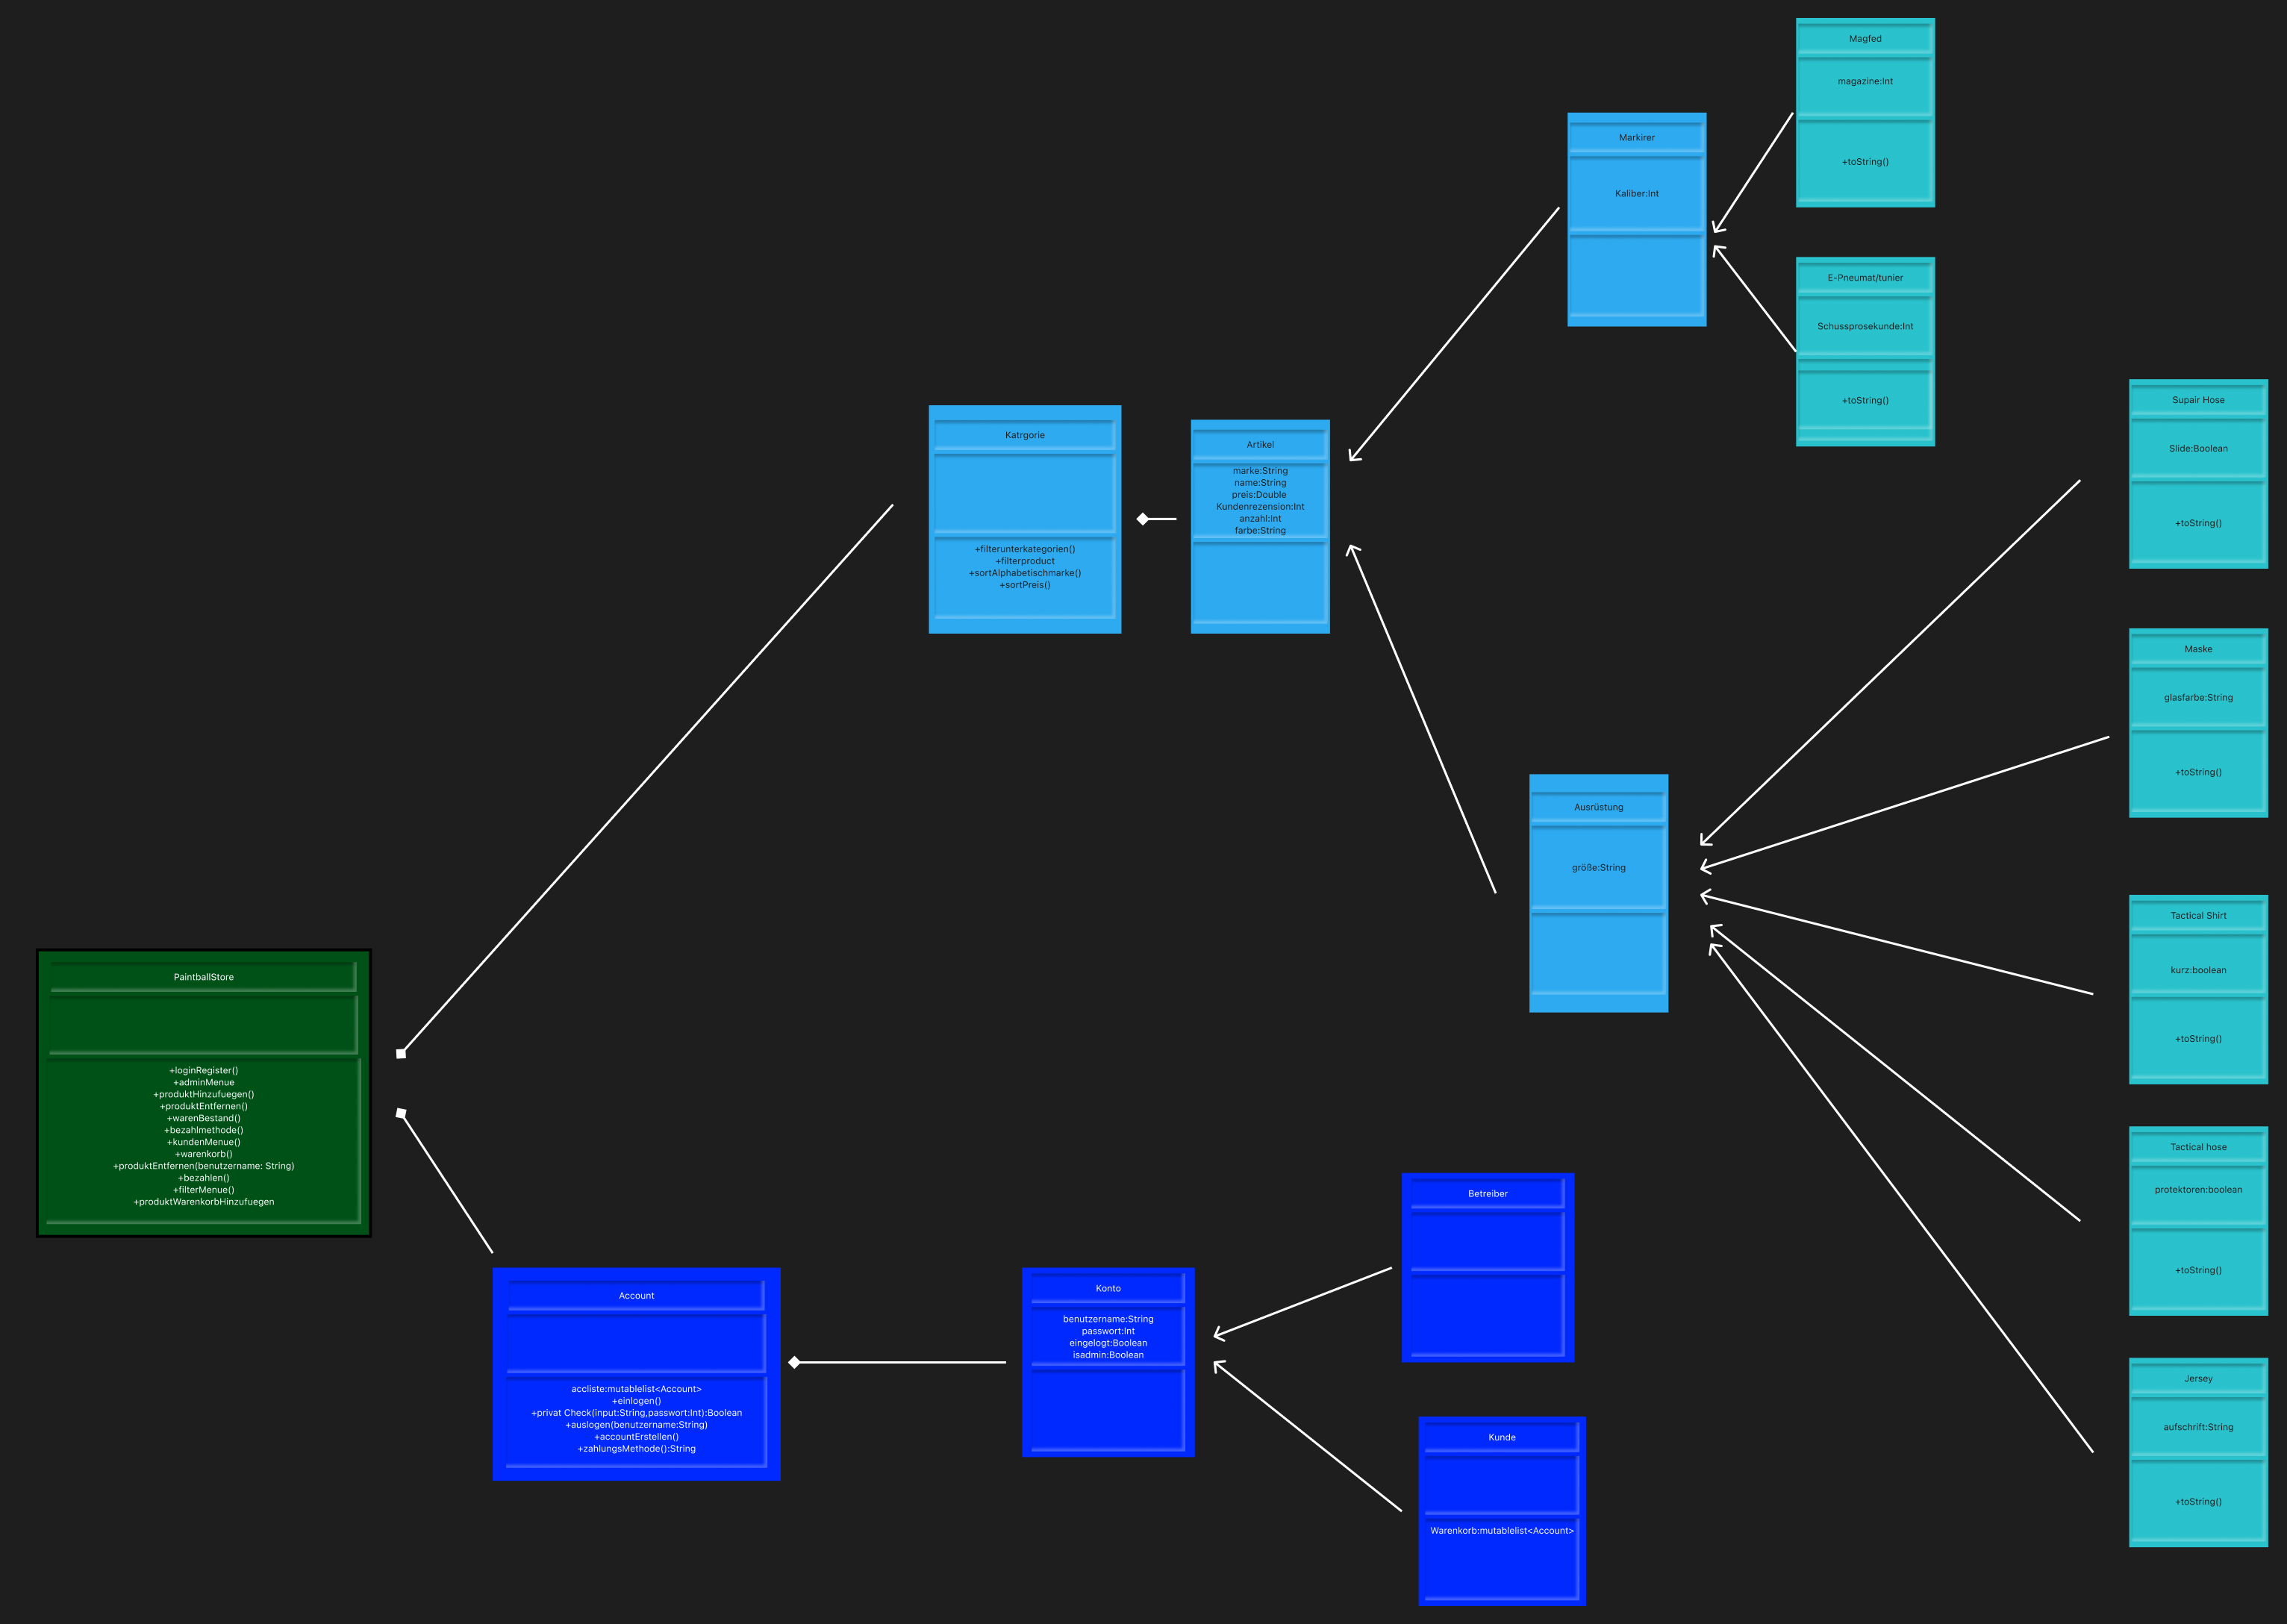 Magfed
magazine:Int
+toString()
Markirer
Kaliber:Int
E-Pneumat/tunier
Schussprosekunde:Int
+toString()
Supair Hose
Slide:Boolean
+toString()
Katrgorie
+filterunterkategorien()
+filterproduct
+sortAlphabetischmarke()
+sortPreis()
Artikel
marke:String
name:String
preis:Double
Kundenrezension:Int
anzahl:Int
farbe:String
Maske
glasfarbe:String
+toString()
Ausrüstung
größe:String
Tactical Shirt
kurz:boolean
+toString()
PaintballStore
+loginRegister()
+adminMenue
+produktHinzufuegen()
+produktEntfernen()
+warenBestand()
+bezahlmethode()
+kundenMenue()
+warenkorb()
+produktEntfernen(benutzername: String)
+bezahlen()
+filterMenue()
+produktWarenkorbHinzufuegen
Tactical hose
protektoren:boolean
+toString()
Betreiber
Account
accliste:mutablelist<Account>
+einlogen()
+privat Check(input:String,passwort:Int):Boolean
+auslogen(benutzername:String)
+accountErstellen()
+zahlungsMethode():String
Konto
benutzername:String
passwort:Int
eingelogt:Boolean
isadmin:Boolean
Kunde
Warenkorb:mutablelist<Account>
Jersey
aufschrift:String
+toString()